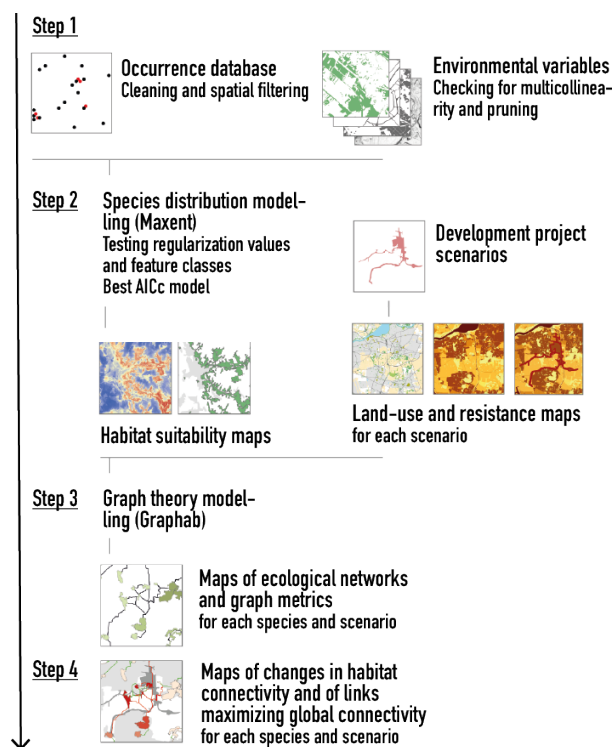 Step 1
Occurrence database
Cleaning and spatial filtering
Environmental variables
Checking for multicollinea-
rity and pruning
Step 2
Species distribution model-
ling (Maxent)
Testing regularization values
and feature classes
Best AICc model
Development project
scenarios
Habitat suitability maps
Land-use and resistance maps
for each scenario
Step 3
Graph theory model-
ling (Graphab)
Maps of ecological networks
and graph metrics
for each species and scenario
Step 4
Maps of changes in habitat
connectivity and of links
maximizing global connectivity
for each species and scenario